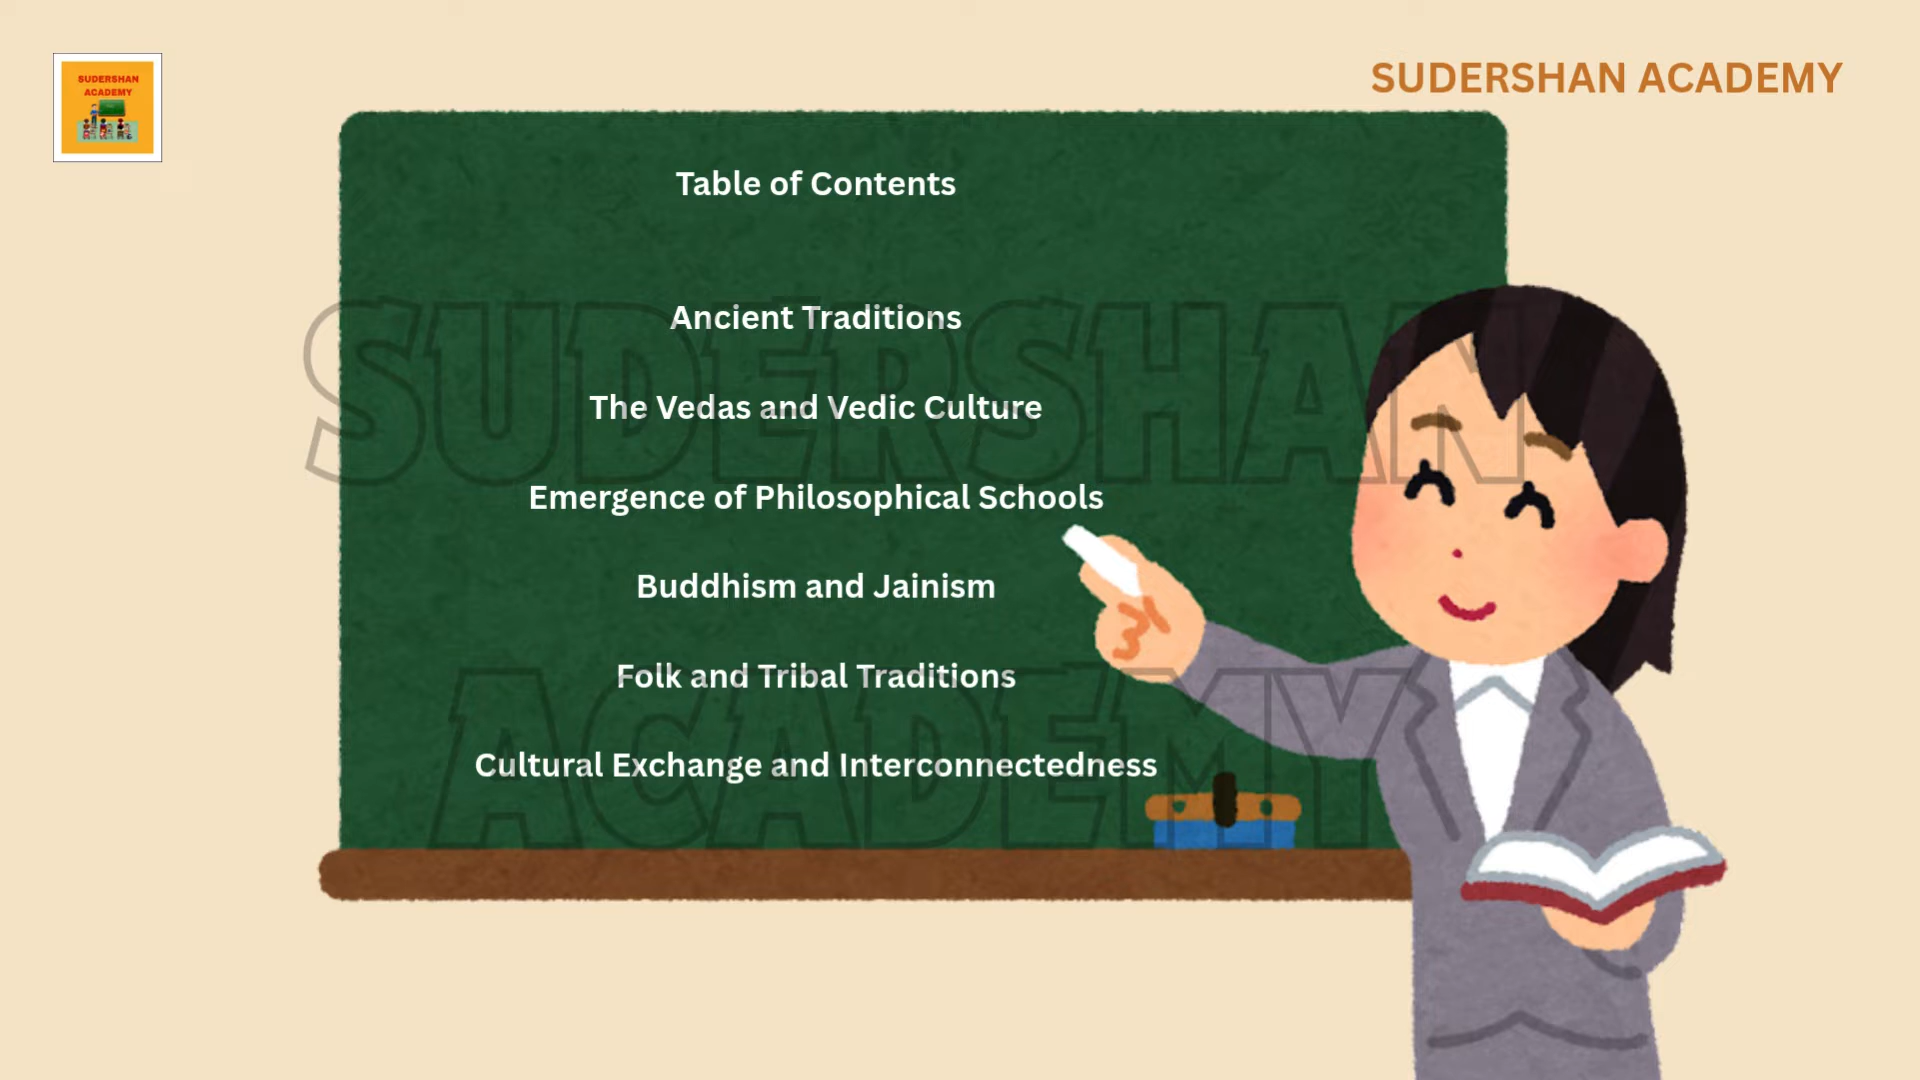 SUDERSHAN
ACADEMY
SUDERSHAN ACADEMY
Table of Contents
Ancient Traditions
The Vedas and Vedic Culture
Emergence of Philosophical Schools
Buddhism and Jainism
Folk and Tribal Traditions
Cultural Exchange and Interconnectedness
SUDERSHAN
ACADEMY